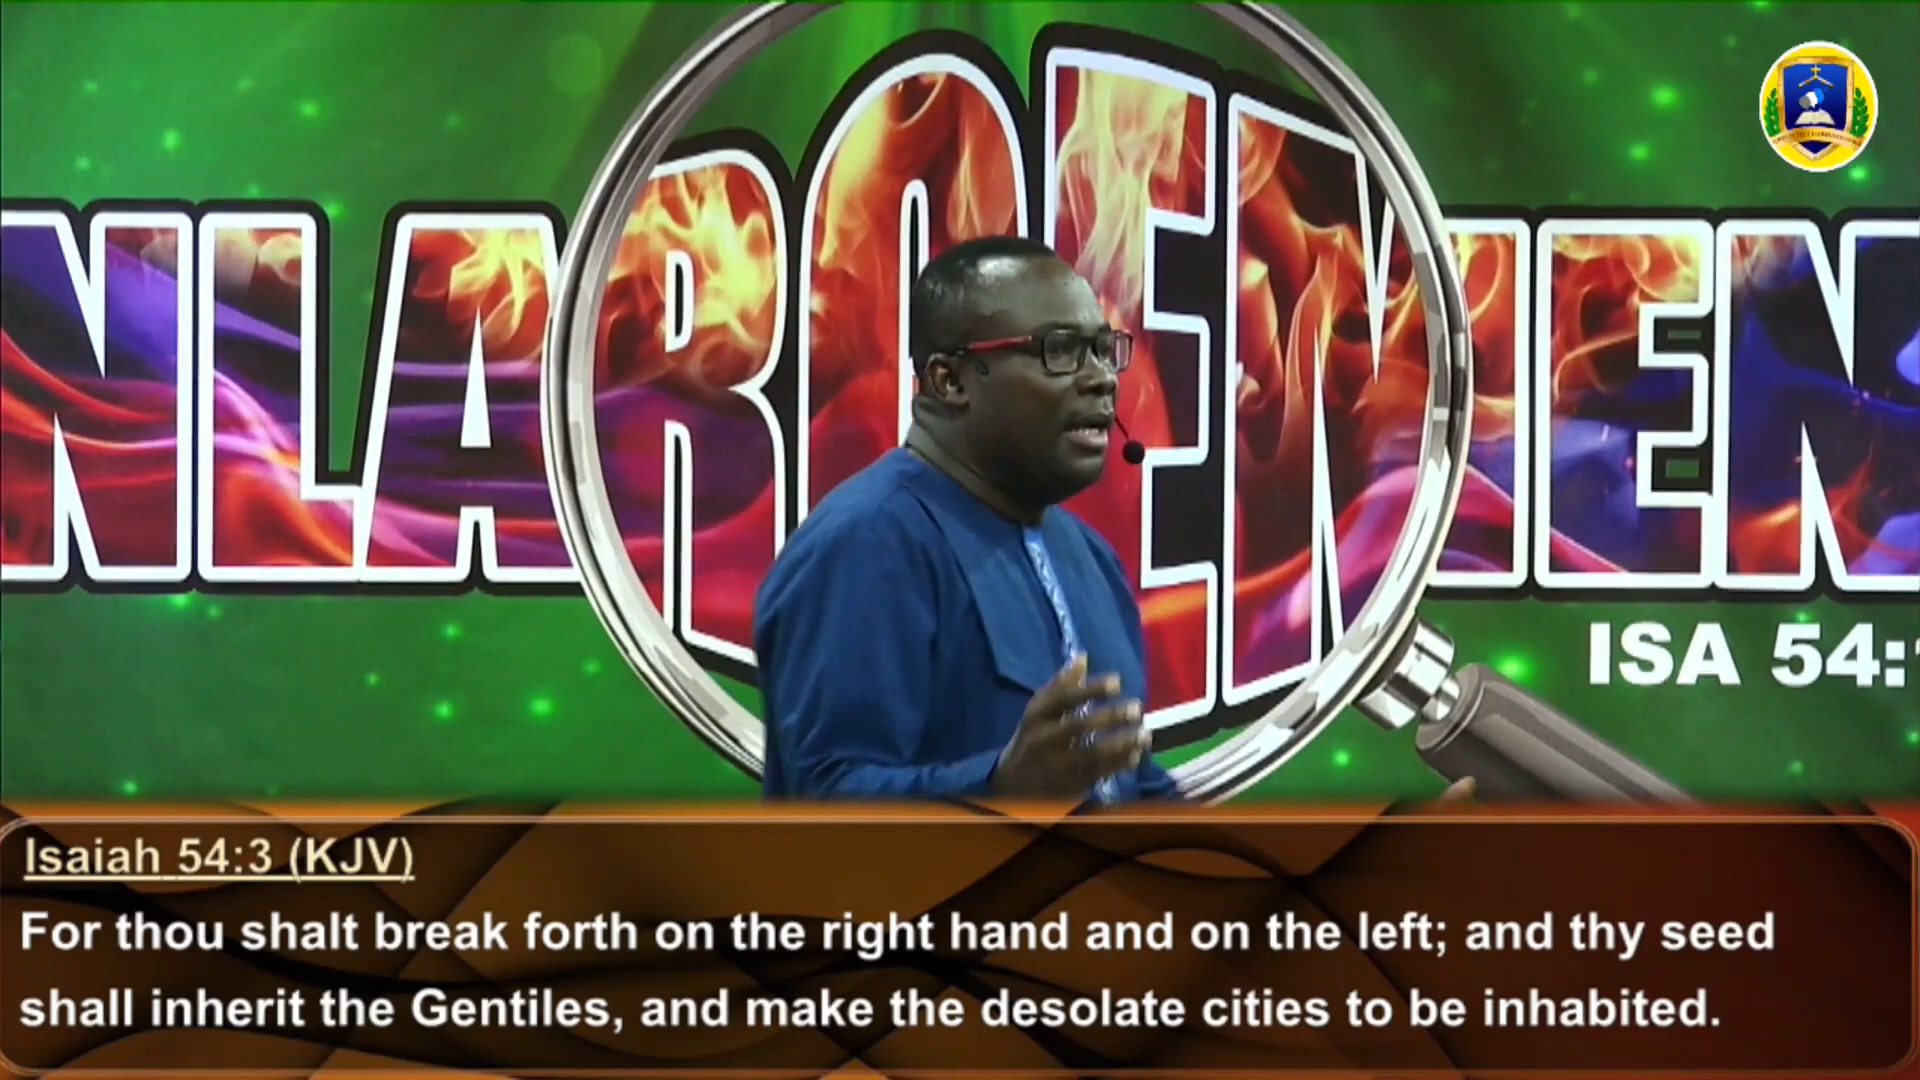 NLARGEMEN
ISA 54:
Isaiah 54:3 (KJV)
For thou shalt break forth on the right hand and on the left; and thy seed
shall inherit the Gentiles, and make the desolate cities to be inhabited.